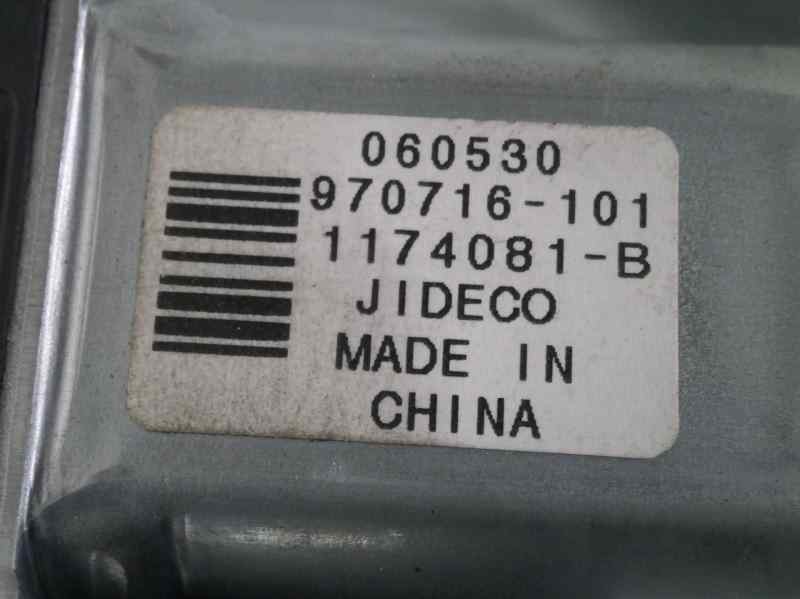 060530
970716-101
1174081-B
JIDECO
MADE IN
CHINA